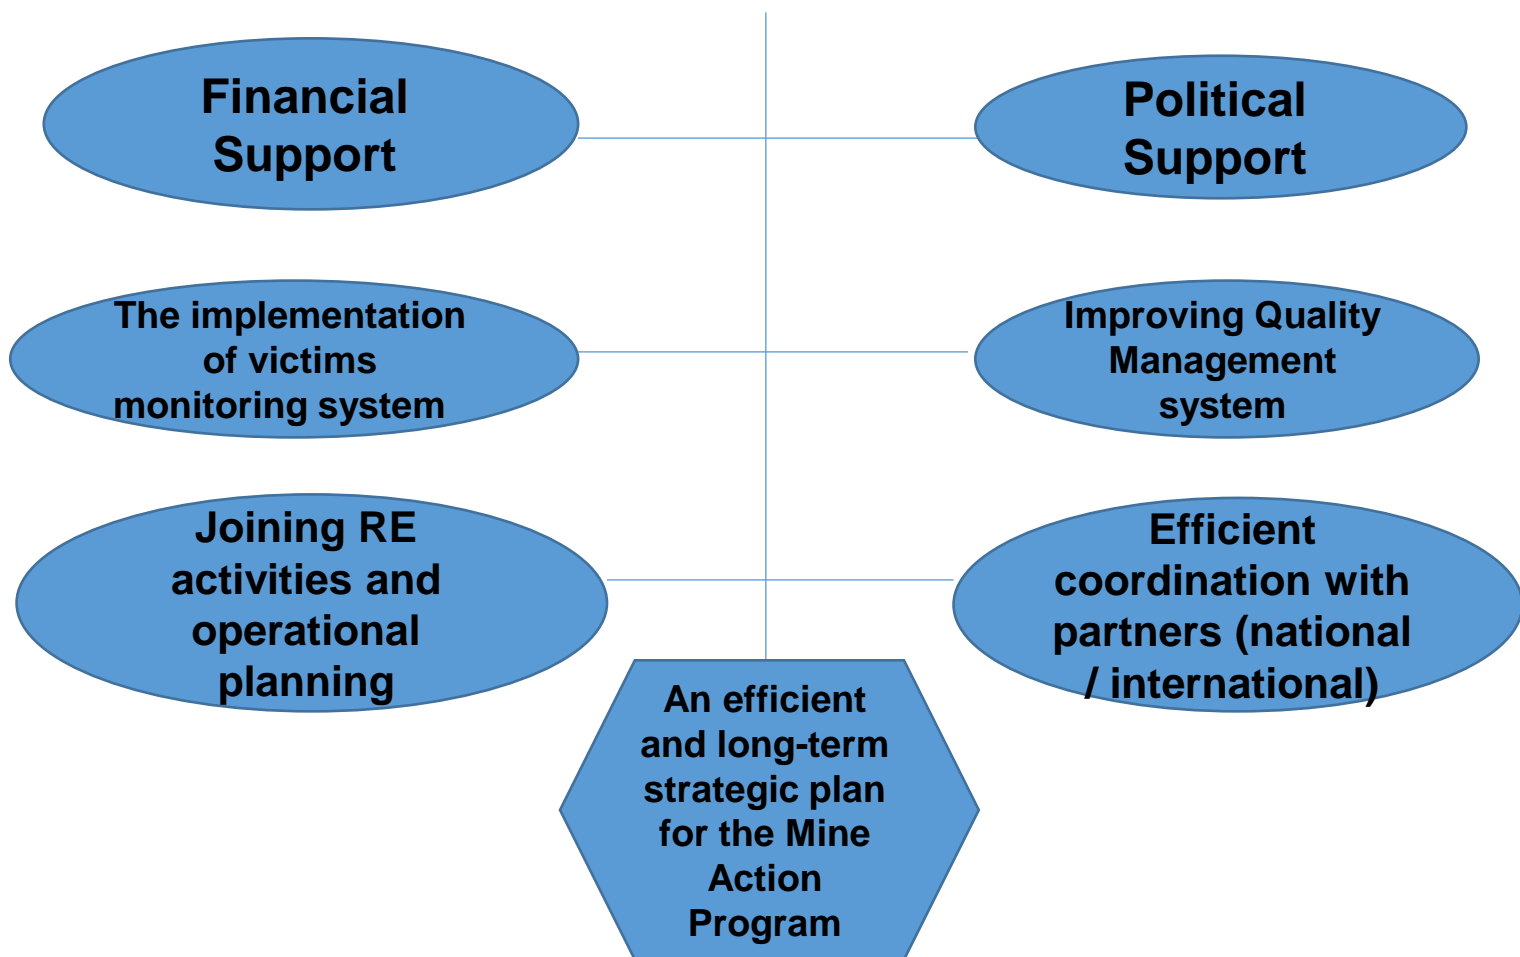 Financial
Support
Political
Support
The implementation
of victims
monitoring system
Improving Quality
Management
system
Joining RE
activities and
operational
planning
Efficient
coordination with
partners (national
/ international)
An efficient
and long-term
strategic plan
for the Mine
Action
Program